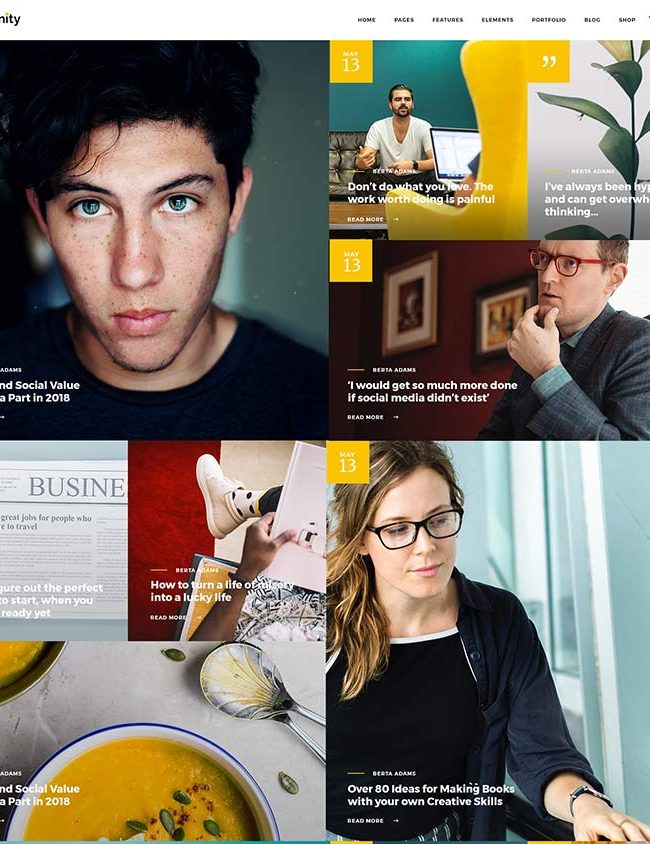 nity
HOME PAGES FEATURES ELEMENTS PORTFOLIO BLOG SHOP
MAY
13
BERTA ADAMS
Don't do what you love. The
work worth doing is painful
READ MORE →
”
BERTA ADAMS
I've always been hyp
and can get overwh
thinking...
MAY
13
BERTA ADAMS
'I would get so much more done
if social media didn't exist'
READ MORE →
ADAMS
nd Social Value
a Part in 2018
BUSINE
great jobs for people who
e to travel
gure out the perfect
to start, when you
ready yet
BERTA ADAMS
How to turn a life of misery
into a lucky life
READ MORE →
MAY
13
BERTA ADAMS
Over 80 Ideas for Making Books
with your own Creative Skills
READ MORE →
ADAMS
nd Social Value
a Part in 2018